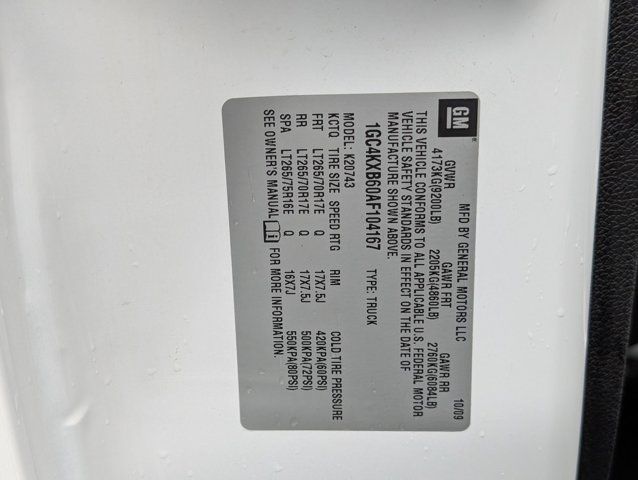 GM
MFD BY GENERAL MOTORS LLC 10/09
GVWR GAWR FRT GAWR RR
4173KG(9200LB) 2205KG(4860LB) 2760KG(6084LB)
THIS VEHICLE CONFORMS TO ALL APPLICABLE U.S. FEDERAL MOTOR
VEHICLE SAFETY STANDARDS IN EFFECT ON THE DATE OF
MANUFACTURE SHOWN ABOVE.
1GC4KXB60AF104167 TYPE: TRUCK
MODEL: K20743
KCTO TIRE SIZE SPEED RTG RIM COLD TIRE PRESSURE
FRT LT265/70R17E Q 17X7.5J 420KPA(60PSI)
RR LT265/70R17E Q 17X7.5J 500KPA(72PSI)
SPA LT265/75R16E Q 16X7J 550KPA(80PSI)
SEE OWNER'S MANUAL FOR MORE INFORMATION.